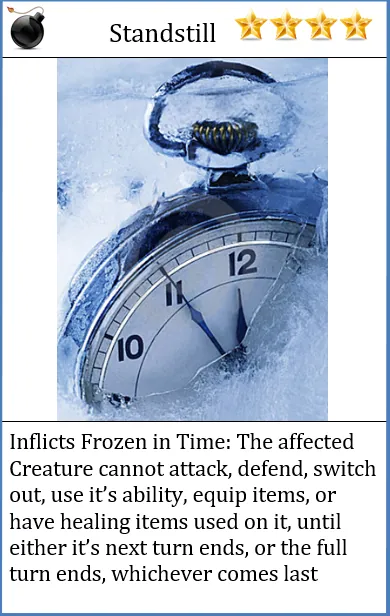 Standstill
12
11
10
Inflicts Frozen in Time: The affected
Creature cannot attack, defend, switch
out, use it's ability, equip items, or
have healing items used on it, until
either it's next turn ends, or the full
turn ends, whichever comes last